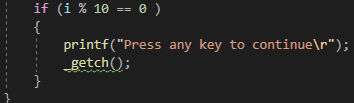 if (i % 10 == 0 )
{
printf("Press any key to continue\r");
_getch();
}
}